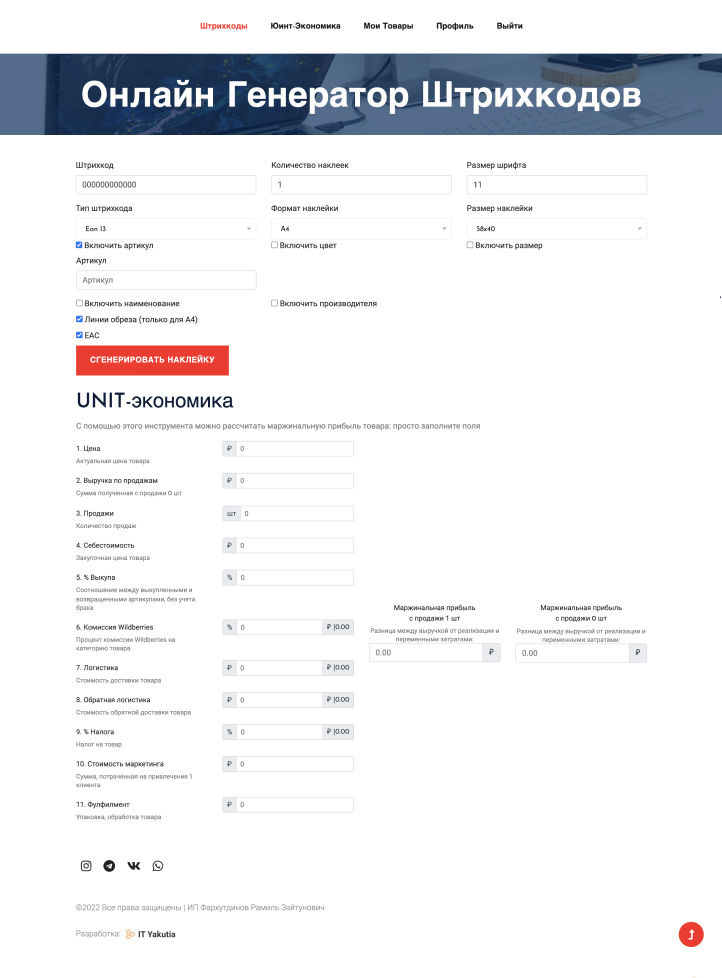 Штрихкоды Юинт-Экономика Мои Товары Профиль Выйти
Онлайн Генератор Штрихкодов
Штрихкод Количество наклеек Размер шрифта
000000000000 1 11
Тип штрихкода Формат наклейки Размер наклейки
Ean 13 A4 58x40
Включить артикул Включить цвет Включить размер
Артикул
Артикул
Включить наименование Включить производителя
Линии обреза (только для А4)
EAC
СГЕНЕРИРОВАТЬ НАКЛЕЙКУ
UNIT-экономика
С помощью этого инструмента можно рассчитать маржинальную прибыль товара: просто заполните поля
1. Цена ₽ 0
Актуальная цена товара
2. Выручка по продажам ₽ 0
Сумма полученная с продажи 0 шт
3. Продажи шт 0
Количество продаж
4. Себестоимость ₽ 0
Закупочная цена товара
5. % Выкупа % 0
Соотношение между выкупленными и
возвращенными артикулами, без учета
брака
6. Комиссия Wildberries % 0 ₽ |0.00
Процент комиссии Wildberries на
категорию товара
7. Логистика ₽ 0 ₽ |0.00
Стоимость доставки товара
8. Обратная логистика ₽ 0 ₽ |0.00
Стоимость обратной доставки товара
9. % Налога % 0 ₽ |0.00
Налог на товар
10. Стоимость маркетинга ₽ 0
Сумма, потраченная на привлечение 1
клиента
11. Фулфилмент ₽ 0
Упаковка, обработка товара
Маржинальная прибыль
с продажи 1 шт
Разница между выручкой от реализации и
переменными затратами:
0.00 ₽
Маржинальная прибыль
с продажи 0 шт
Разница между выручкой от реализации и
переменными затратами:
0.00 ₽
©2022 Все права защищены | ИП Фархутдинов Рамиль Зайтунович
Разработка: IT Yakutia